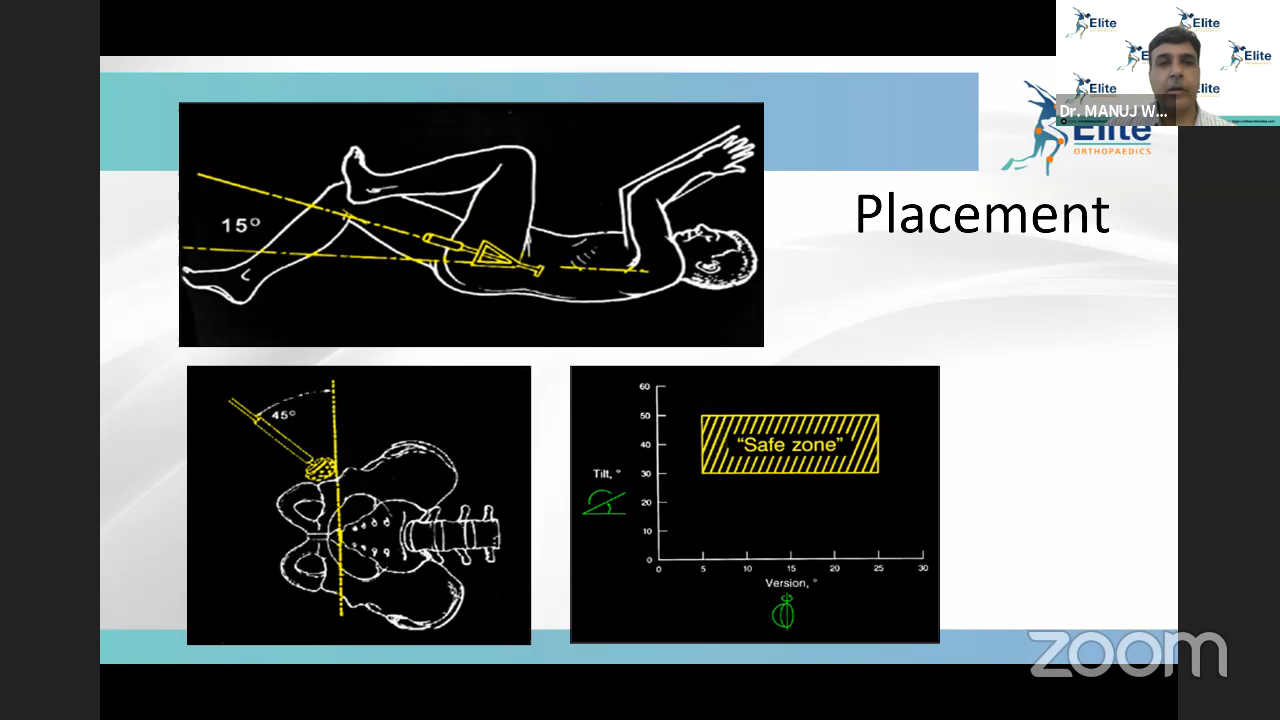 Elite
Elite
Elite
Elite
Elite
Elite
Dr. MANUJ W...
Elite
ORTHOPAEDICS
Placement
15°
45°
60
50
"Safe zone"
40
Tilt, °
30
20
10
0
0 5 10 15 20 25 30
Version, °
zoom